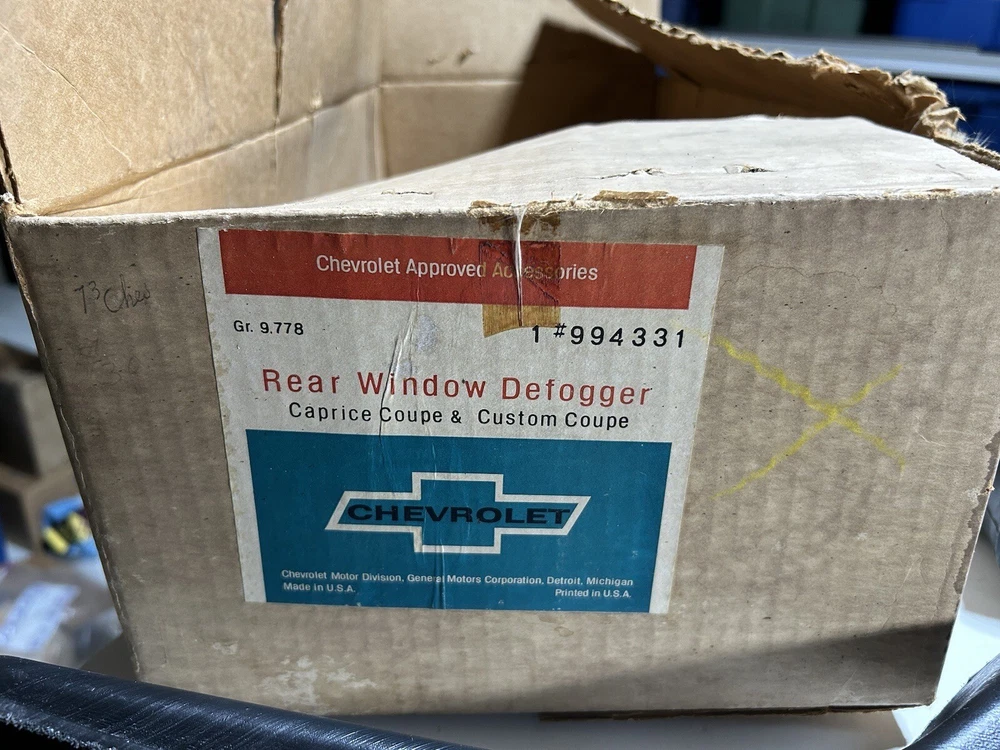 Chevrolet Approved Accessories
73 Chev
Gr. 9.778
1 #994331
Rear Window Defogger
Caprice Coupe & Custom Coupe
CHEVROLET
Chevrolet Motor Division, General Motors Corporation, Detroit, Michigan
Made in U.S.A.
Printed in U.S.A.